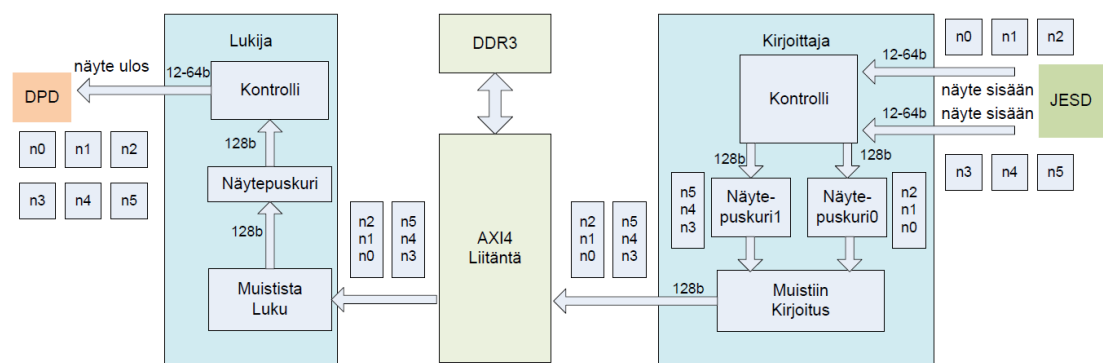 Lukija
näyte ulos
12-64b
DPD
Kontrolli
n0 n1 n2
n3 n4 n5
128b
Näytepuskuri
128b
Muistista
Luku
n2
n1
n0
n5
n4
n3
DDR3
AXI4
Liitäntä
n2
n1
n0
n5
n4
n3
Kirjoittaja
n0 n1 n2
12-64b
näyte sisään
Kontrolli
JESD
12-64b
näyte sisään
n3 n4 n5
128b
128b
n5
n4
n3
Näyte-
puskuri1
Näyte-
puskuri0
n2
n1
n0
128b
Muistiin
Kirjoitus